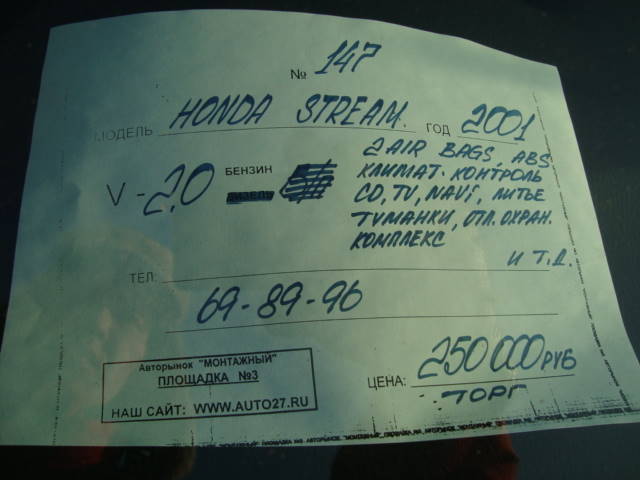 № 147
МОДЕЛЬ HONDA STREAM. ГОД 2001
V - 2,0 БЕНЗИН
ДИЗЕЛЬ
2 AIR BAGS, ABS
КЛИМАТ. КОНТРОЛЬ
CD, TV, NAVi, ЛИТЬЕ
ТУМАНКИ, ОТЛ. ОХРАН.
КОМПЛЕКС
И Т.Д.
ТЕЛ.
69-89-96
Авторынок "МОНТАЖНЫЙ"
ПЛОЩАДКА №3
НАШ САЙТ: WWW.AUTO27.RU
ЦЕНА: 250 000 РУБ
ТОРГ